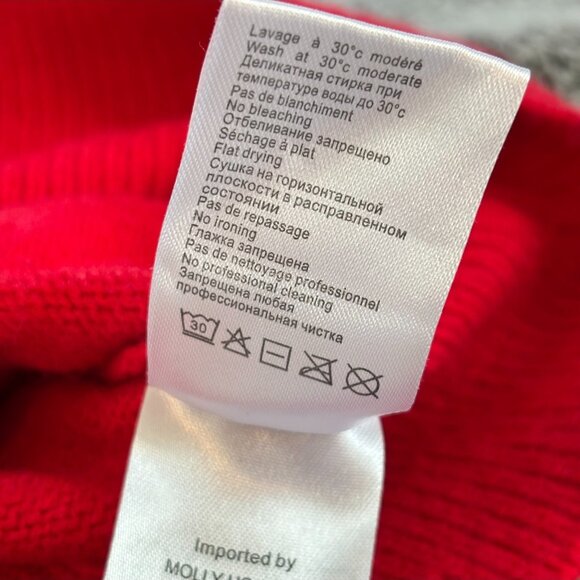 Lavage à 30°c modéré
Wash at 30°c moderate
Деликатная стирка при
температуре воды до 30°c
Pas de blanchiment
No bleaching
Отбеливание запрещено
Séchage à plat
Flat drying
Сушка на горизонтальной
плоскости в расправленном
состоянии
Pas de repassage
No ironing
Глажка запрещена
Pas de nettoyage professionnel
No professional cleaning
Запрещена любая
профессиональная чистка
30
Imported by
MOLLY